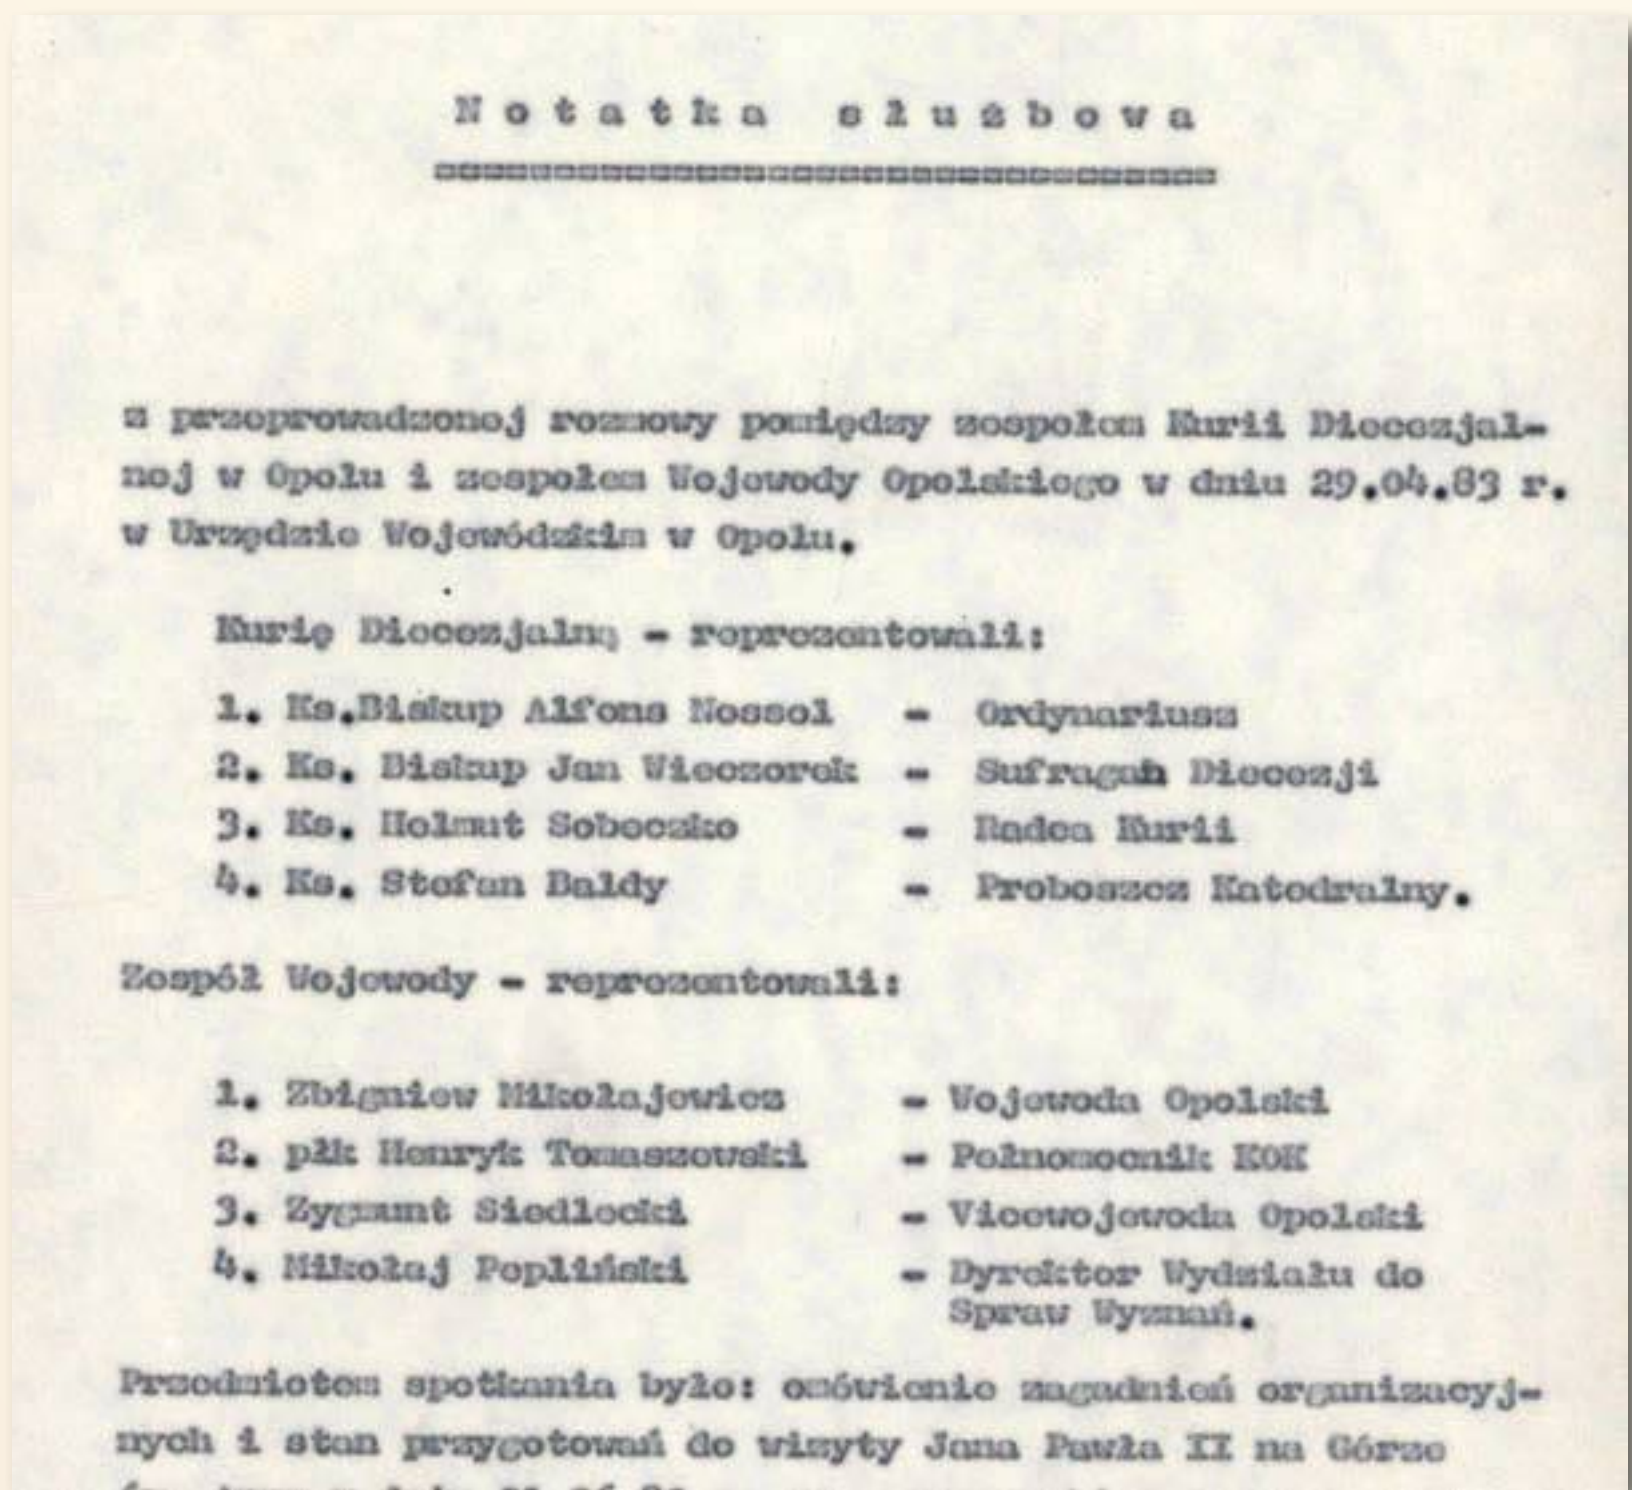 Notatka służbowa
z przeprowadzonej rozmowy pomiędzy zespołem Kurii Diecezjal-
nej w Opolu i zespołem Wojewody Opolskiego w dniu 29.04.83 r.
w Urzędzie Wojewódzkim w Opolu.
Kurię Diecezjalną - reprezentowali:
1. Ks.Biskup Alfons Nossol - Ordynariusz
2. Ks. Biskup Jan Wieczorek - Sufragan Diecezji
3. Ks. Helmut Sobeczko - Radca Kurii
4. Ks. Stefan Baldy - Proboszcz Katedralny.
Zespół Wojewody - reprezentowali:
1. Zbigniew Mikołajewicz - Wojewoda Opolski
2. płk Henryk Tomaszewski - Pełnomocnik KOK
3. Zygmunt Siedlecki - Vicewojewoda Opolski
4. Mikołaj Popliński - Dyrektor Wydziału do
Spraw Wyznań.
Przedmiotem spotkania było: omówienie zagadnień organizacyj-
nych i stan przygotowań do wizyty Jana Pawła II na Górze